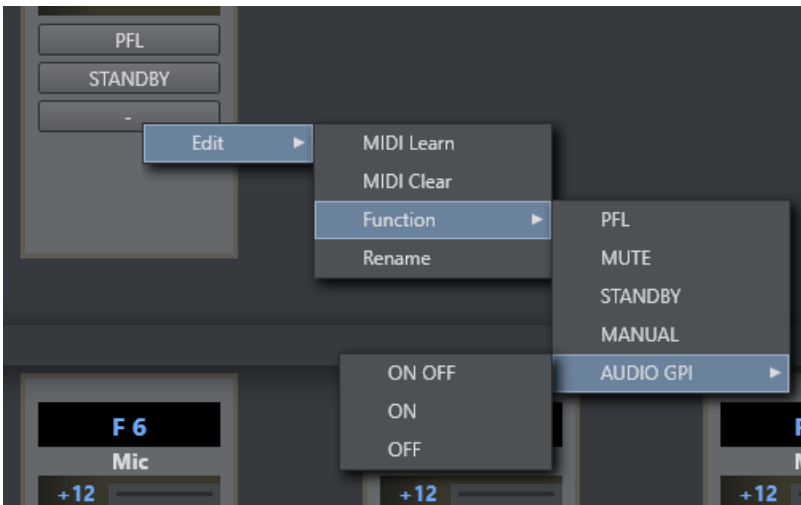 PFL
STANDBY
-
Edit
MIDI Learn
MIDI Clear
Function
Rename
PFL
MUTE
STANDBY
MANUAL
AUDIO GPI
ON OFF
ON
OFF
F 6
Mic
+12
+12
+12